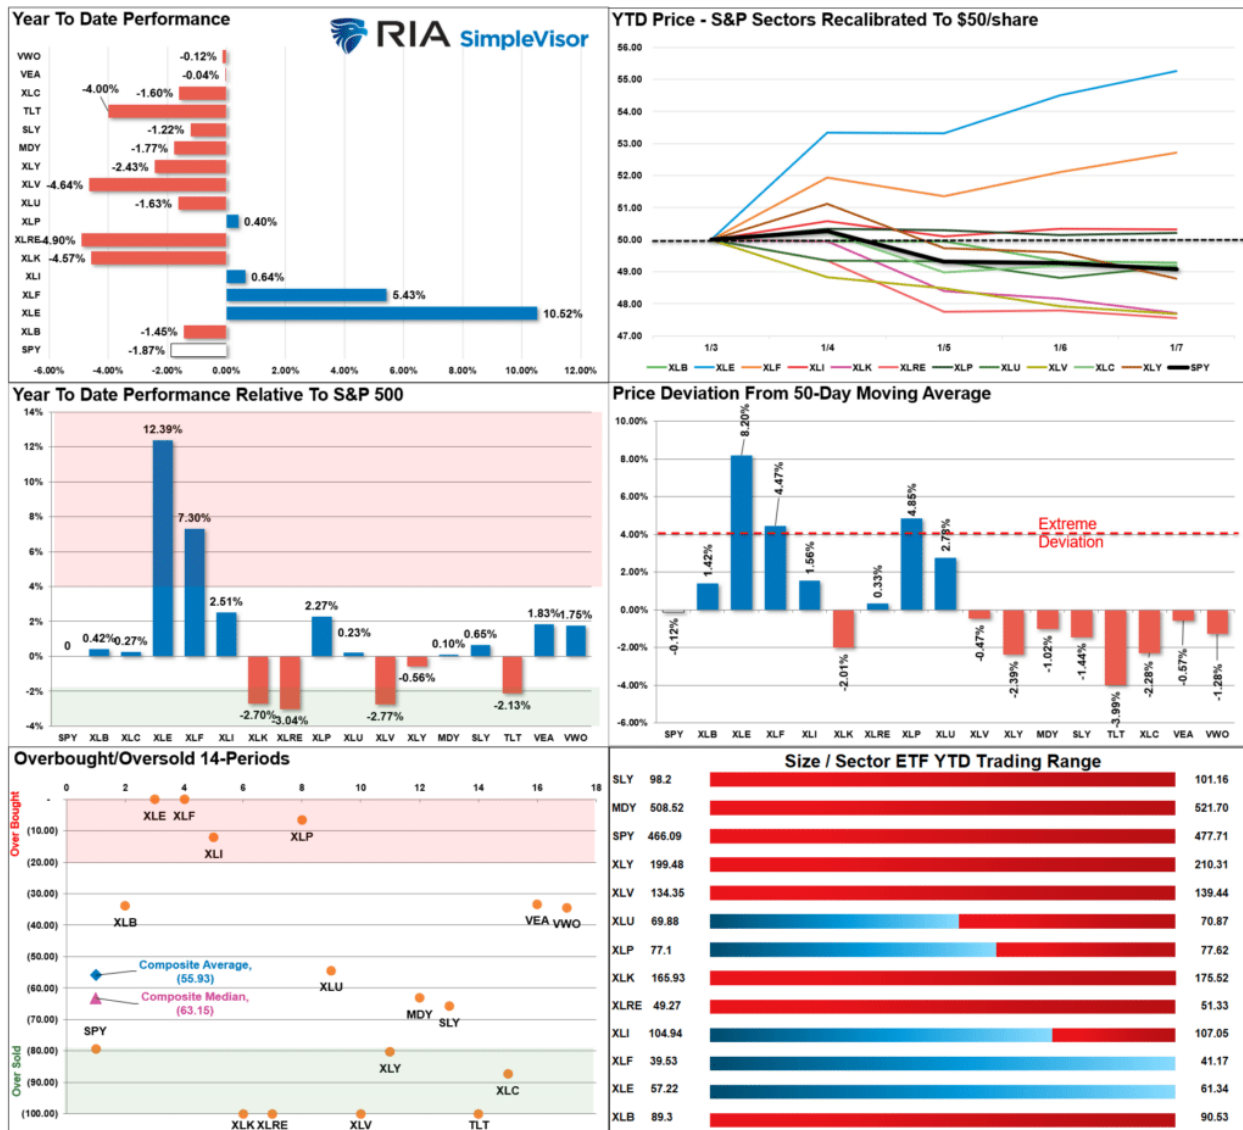 Year To Date Performance
RIA SimpleVisor
VWO -0.12%
VEA -0.04%
XLC -1.60%
TLT -4.00%
SLY -1.22%
MDY -1.77%
XLY -2.43%
XLV -4.64%
XLU -1.63%
XLP 0.40%
XLRE -4.90%
XLK -4.57%
XLI 0.64%
XLF 5.43%
XLE 10.52%
XLB -1.45%
SPY -1.87%
-6.00% -4.00% -2.00% 0.00% 2.00% 4.00% 6.00% 8.00% 10.00% 12.00%
YTD Price - S&P Sectors Recalibrated To $50/share
56.00
55.00
54.00
53.00
52.00
51.00
50.00
49.00
48.00
47.00
1/3 1/4 1/5 1/6 1/7
XLB XLE XLF XLI XLK XLRE XLP XLU XLV XLC XLY SPY
Year To Date Performance Relative To S&P 500
14%
12%
10%
8%
6%
4%
2%
0%
-2%
-4%
0 0.42% 0.27% 12.39% 7.30% 2.51% -2.70% -3.04% 2.27% 0.23% -2.77% -0.56% 0.10% 0.65% -2.13% 1.83% 1.75%
SPY XLB XLC XLE XLF XLI XLK XLRE XLP XLU XLV XLY MDY SLY TLT VEA VWO
Price Deviation From 50-Day Moving Average
10.00%
8.00%
6.00%
4.00%
2.00%
0.00%
-2.00%
-4.00%
-6.00%
Extreme
Deviation
-0.12% 1.42% 8.20% 4.47% 1.56% -2.01% 0.33% 4.85% 2.78% -0.47% -2.39% -1.02% -1.44% -3.99% -2.28% -0.57% -1.28%
SPY XLB XLE XLF XLI XLK XLRE XLP XLU XLV XLY MDY SLY TLT XLC VEA VWO
Overbought/Oversold 14-Periods
0 2 4 6 8 10 12 14 16 18
Over Bought
Over Sold
-
(10.00)
(20.00)
(30.00)
(40.00)
(50.00)
(60.00)
(70.00)
(80.00)
(90.00)
(100.00)
XLE XLF
XLI
XLP
XLB
VEA VWO
Composite Average,
(55.93)
Composite Median,
(63.15)
XLU
MDY SLY
SPY
XLY
XLC
XLK XLRE XLV TLT
Size / Sector ETF YTD Trading Range
SLY 98.2 101.16
MDY 508.52 521.70
SPY 466.09 477.71
XLY 199.48 210.31
XLV 134.35 139.44
XLU 69.88 70.87
XLP 77.1 77.62
XLK 165.93 175.52
XLRE 49.27 51.33
XLI 104.94 107.05
XLF 39.53 41.17
XLE 57.22 61.34
XLB 89.3 90.53